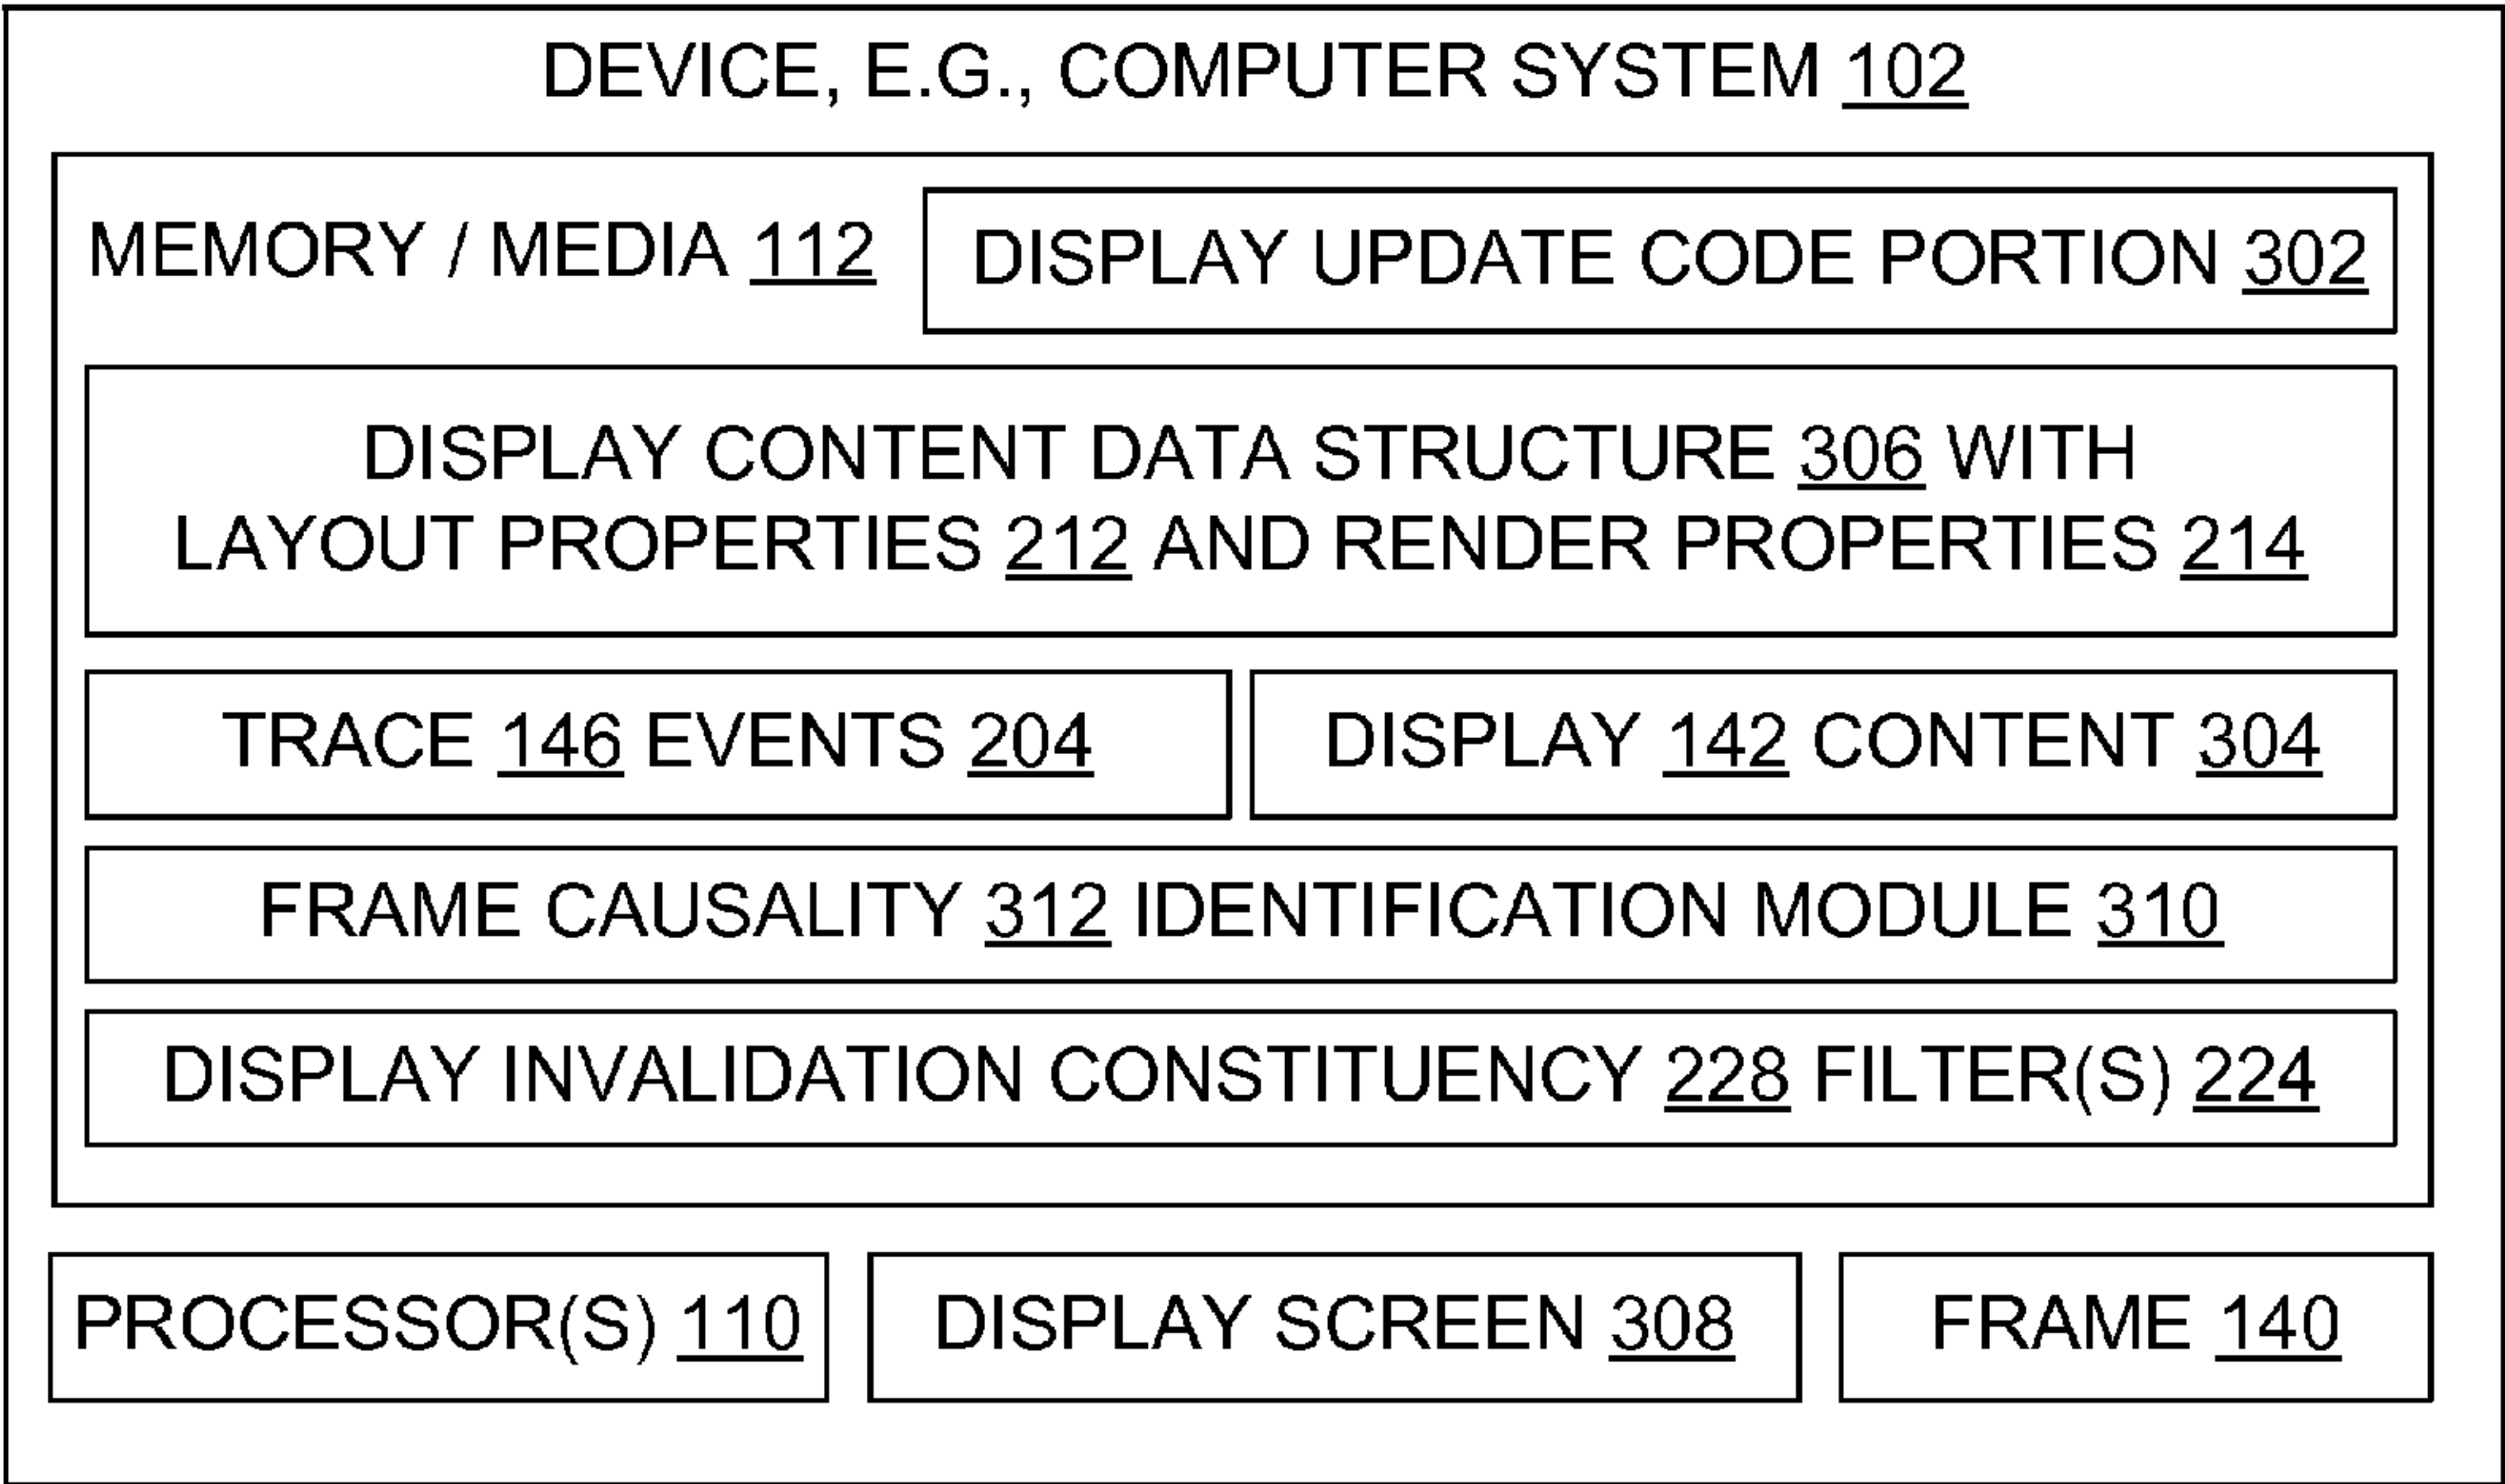 DEVICE, E.G., COMPUTER SYSTEM 102
MEMORY / MEDIA 112
DISPLAY UPDATE CODE PORTION 302
DISPLAY CONTENT DATA STRUCTURE 306 WITH
LAYOUT PROPERTIES 212 AND RENDER PROPERTIES 214
TRACE 146 EVENTS 204
DISPLAY 142 CONTENT 304
FRAME CAUSALITY 312 IDENTIFICATION MODULE 310
DISPLAY INVALIDATION CONSTITUENCY 228 FILTER(S) 224
PROCESSOR(S) 110
DISPLAY SCREEN 308
FRAME 140